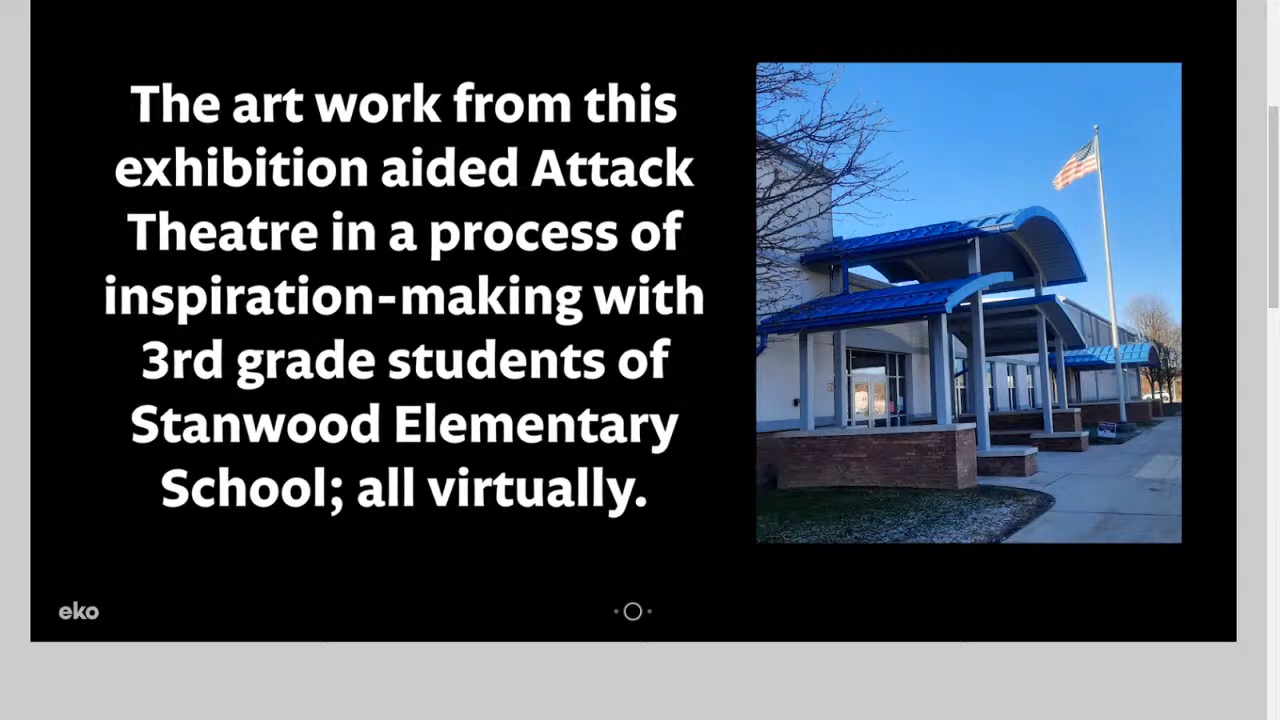 The art work from this
exhibition aided Attack
Theatre in a process of
inspiration-making with
3rd grade students of
Stanwood Elementary
School; all virtually.
eko